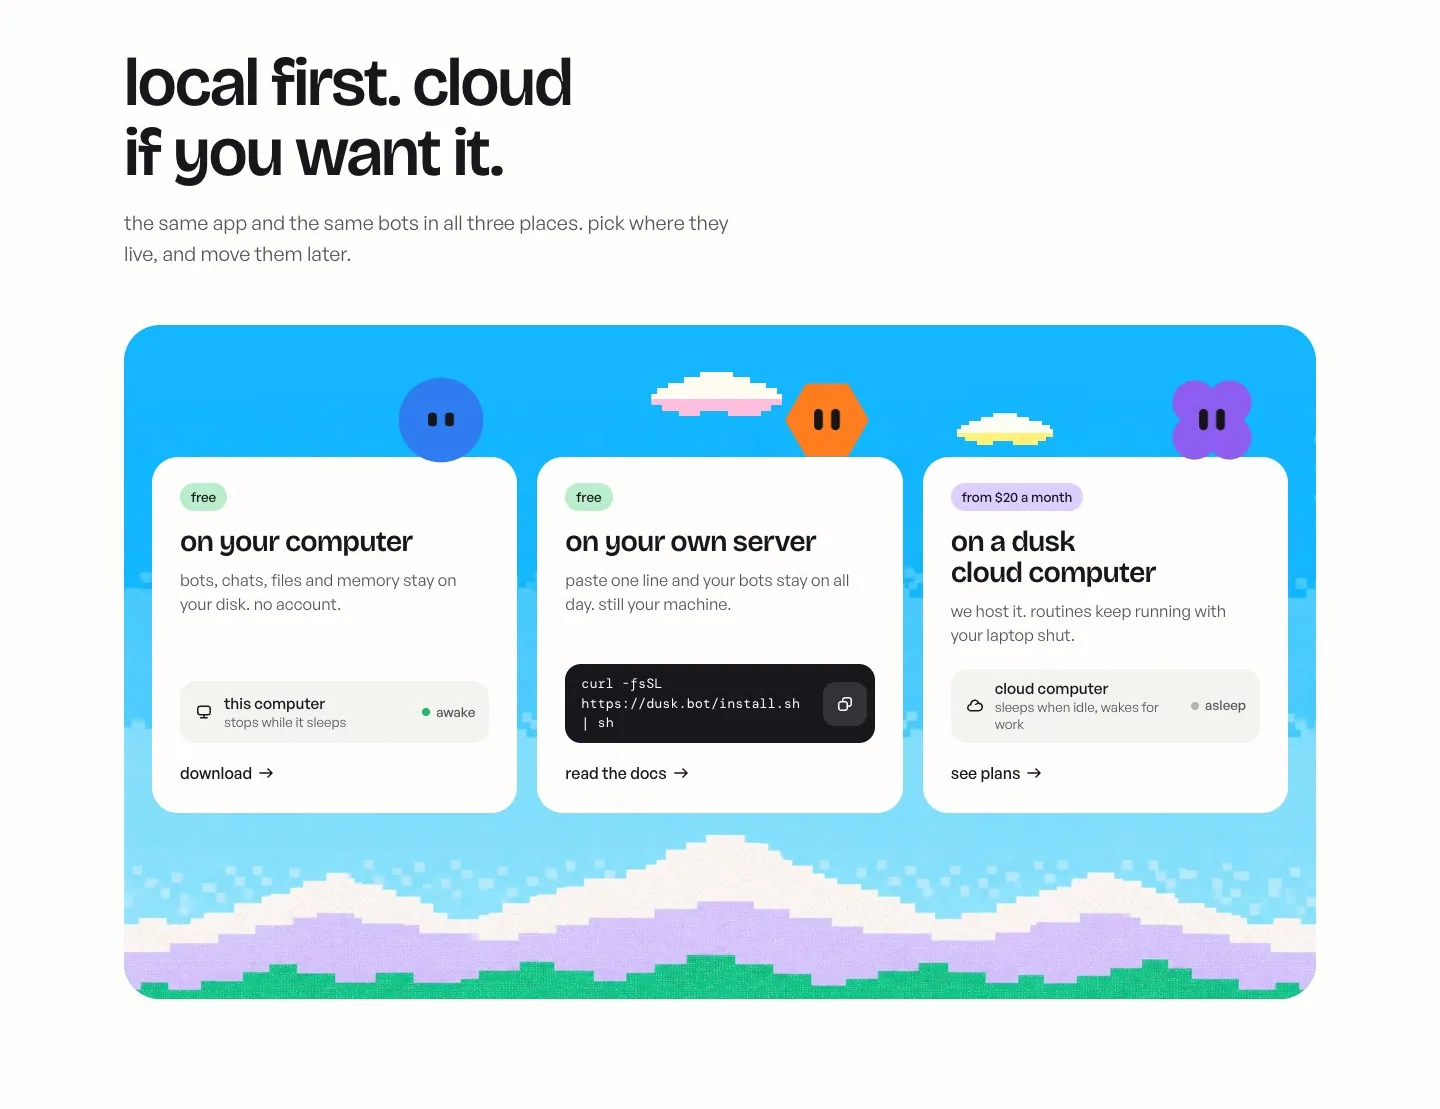 local first. cloud
if you want it.
the same app and the same bots in all three places. pick where they
live, and move them later.
free
on your computer
bots, chats, files and memory stay on
your disk. no account.
this computer
stops while it sleeps
awake
download →
free
on your own server
paste one line and your bots stay on all
day. still your machine.
curl -fsSL
https://dusk.bot/install.sh
| sh
read the docs →
from $20 a month
on a dusk
cloud computer
we host it. routines keep running with
your laptop shut.
cloud computer
sleeps when idle, wakes for
work
asleep
see plans →